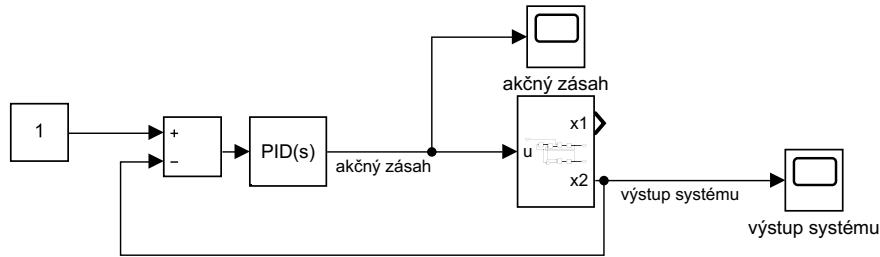 akčný zásah
1
+
−
PID(s)
akčný zásah
u
x1
x2
výstup systému
výstup systému